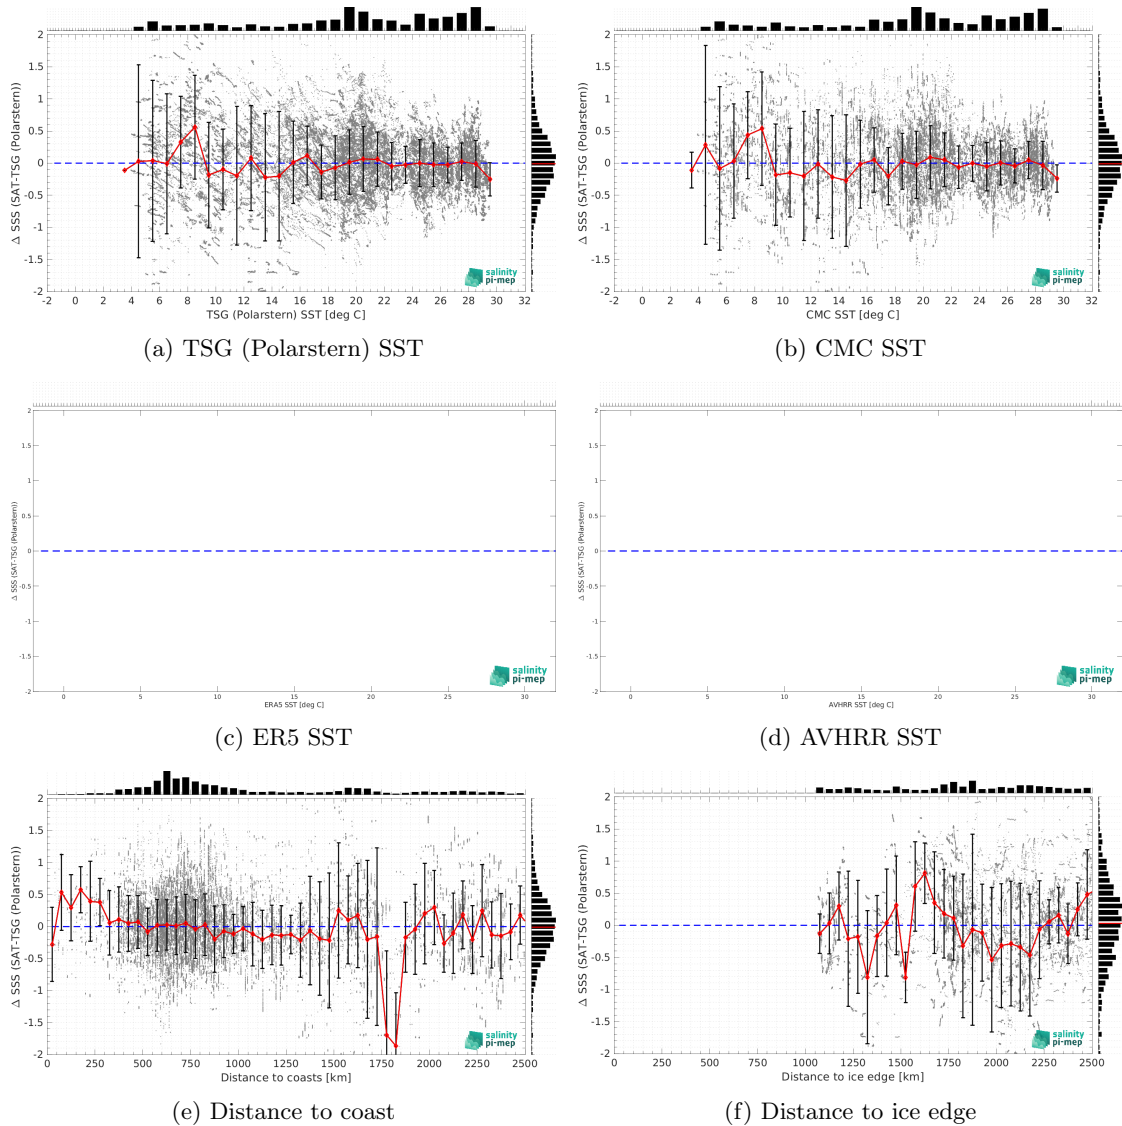 2
1.5
1
0.5
0
-0.5
-1
-1.5
-2
Δ SSS (SAT-TSG (Polarstern))
salinity
pi-mep
-2 0 2 4 6 8 10 12 14 16 18 20 22 24 26 28 30 32
TSG (Polarstern) SST [deg C]
(a) TSG (Polarstern) SST
2
1.5
1
0.5
0
-0.5
-1
-1.5
-2
Δ SSS (SAT-TSG (Polarstern))
salinity
pi-mep
-2 0 2 4 6 8 10 12 14 16 18 20 22 24 26 28 30 32
CMC SST [deg C]
(b) CMC SST
2
1.5
1
0.5
0
-0.5
-1
-1.5
-2
Δ SSS (SAT-TSG (Polarstern))
salinity
pi-mep
0 5 10 15 20 25 30
ERA5 SST [deg C]
(c) ER5 SST
2
1.5
1
0.5
0
-0.5
-1
-1.5
-2
Δ SSS (SAT-TSG (Polarstern))
salinity
pi-mep
0 5 10 15 20 25 30
AVHRR SST [deg C]
(d) AVHRR SST
2
1.5
1
0.5
0
-0.5
-1
-1.5
-2
Δ SSS (SAT-TSG (Polarstern))
salinity
pi-mep
0 250 500 750 1000 1250 1500 1750 2000 2250 2500
Distance to coasts [km]
(e) Distance to coast
2
1.5
1
0.5
0
-0.5
-1
-1.5
-2
Δ SSS (SAT-TSG (Polarstern))
salinity
pi-mep
0 250 500 750 1000 1250 1500 1750 2000 2250 2500
Distance to ice edge [km]
(f) Distance to ice edge